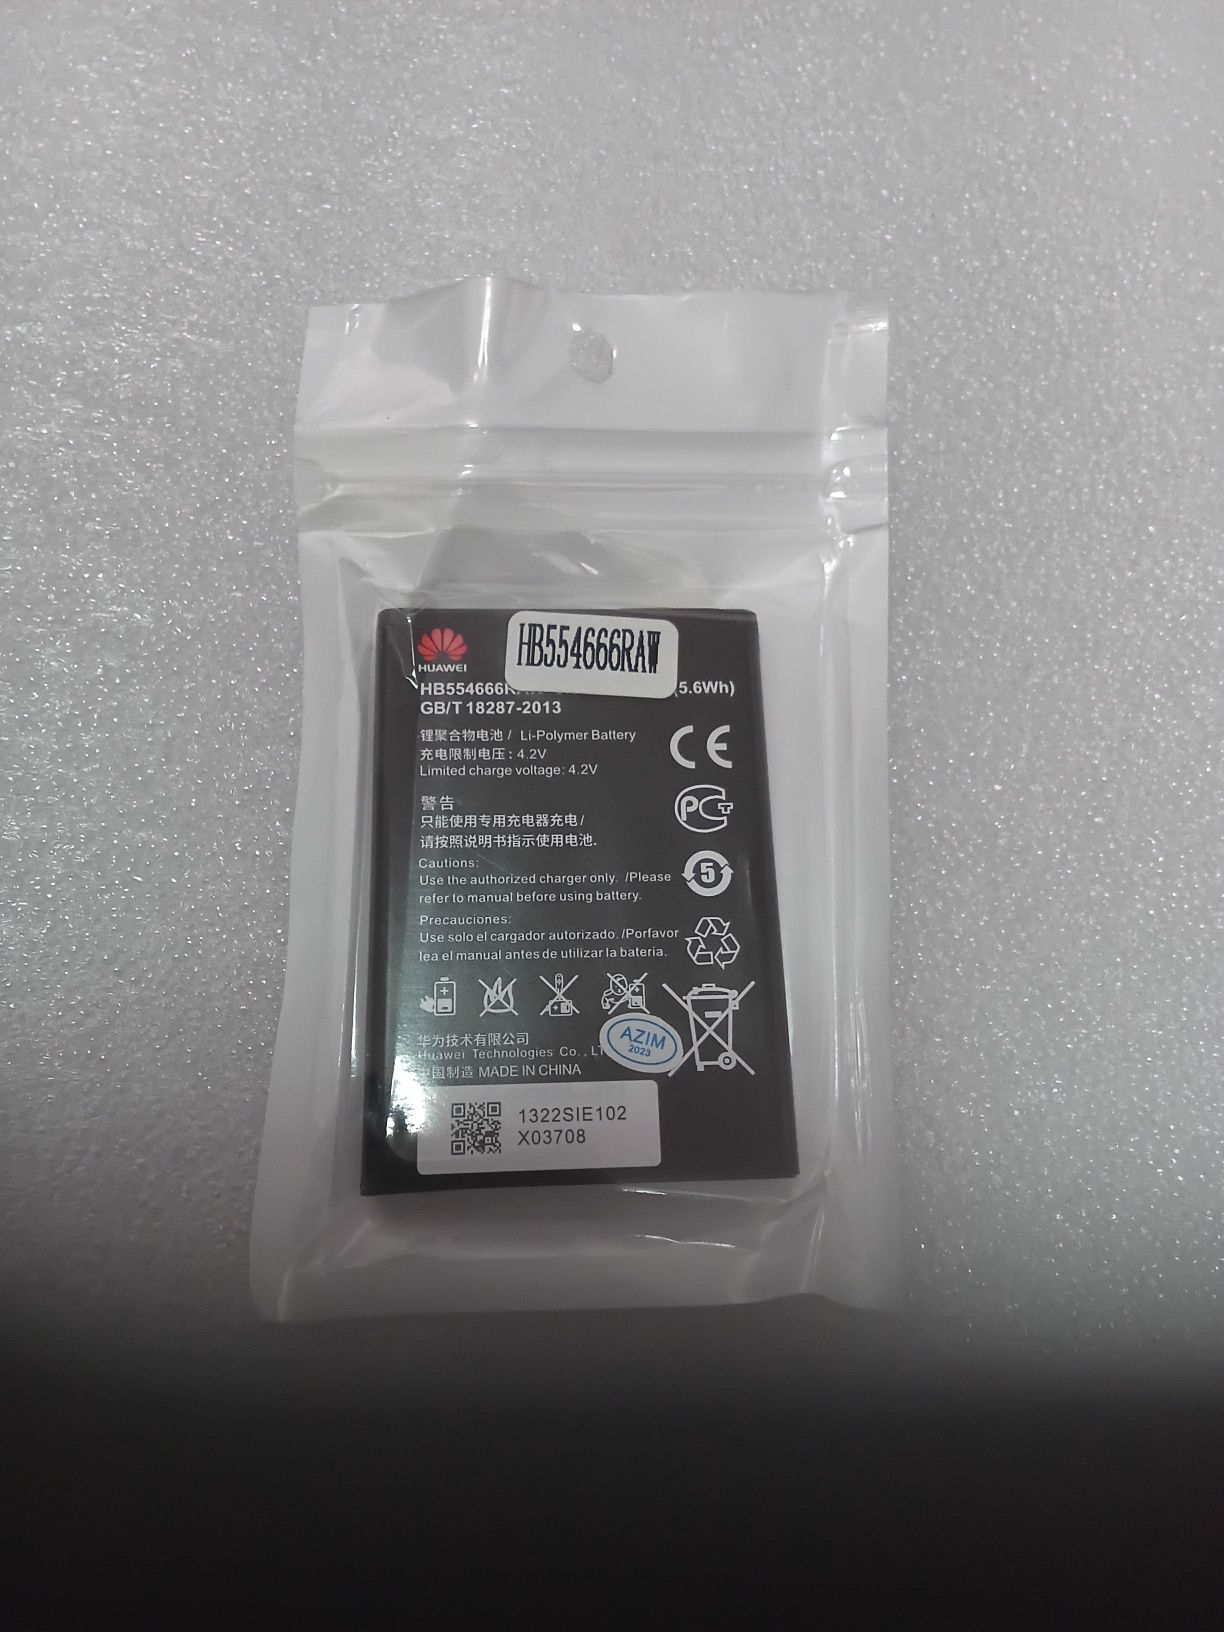 HB554666RAW
HUAWEI
HB554666R (5.6Wh)
GB/T 18287-2013
锂聚合物电池 / Li-Polymer Battery
充电限制电压: 4.2V
Limited charge voltage: 4.2V
CE
警告
只能使用专用充电器充电/
请按照说明书指示使用电池.
Cautions:
Use the authorized charger only. /Please
refer to manual before using battery.
5
Precauciones:
Use solo el cargador autorizado. /Porfavor
lea el manual antes de utilizar la bateria.
华为技术有限公司
Huawei Technologies Co., LT
中国制造 MADE IN CHINA
AZIM
2023
1322SIE102
X03708